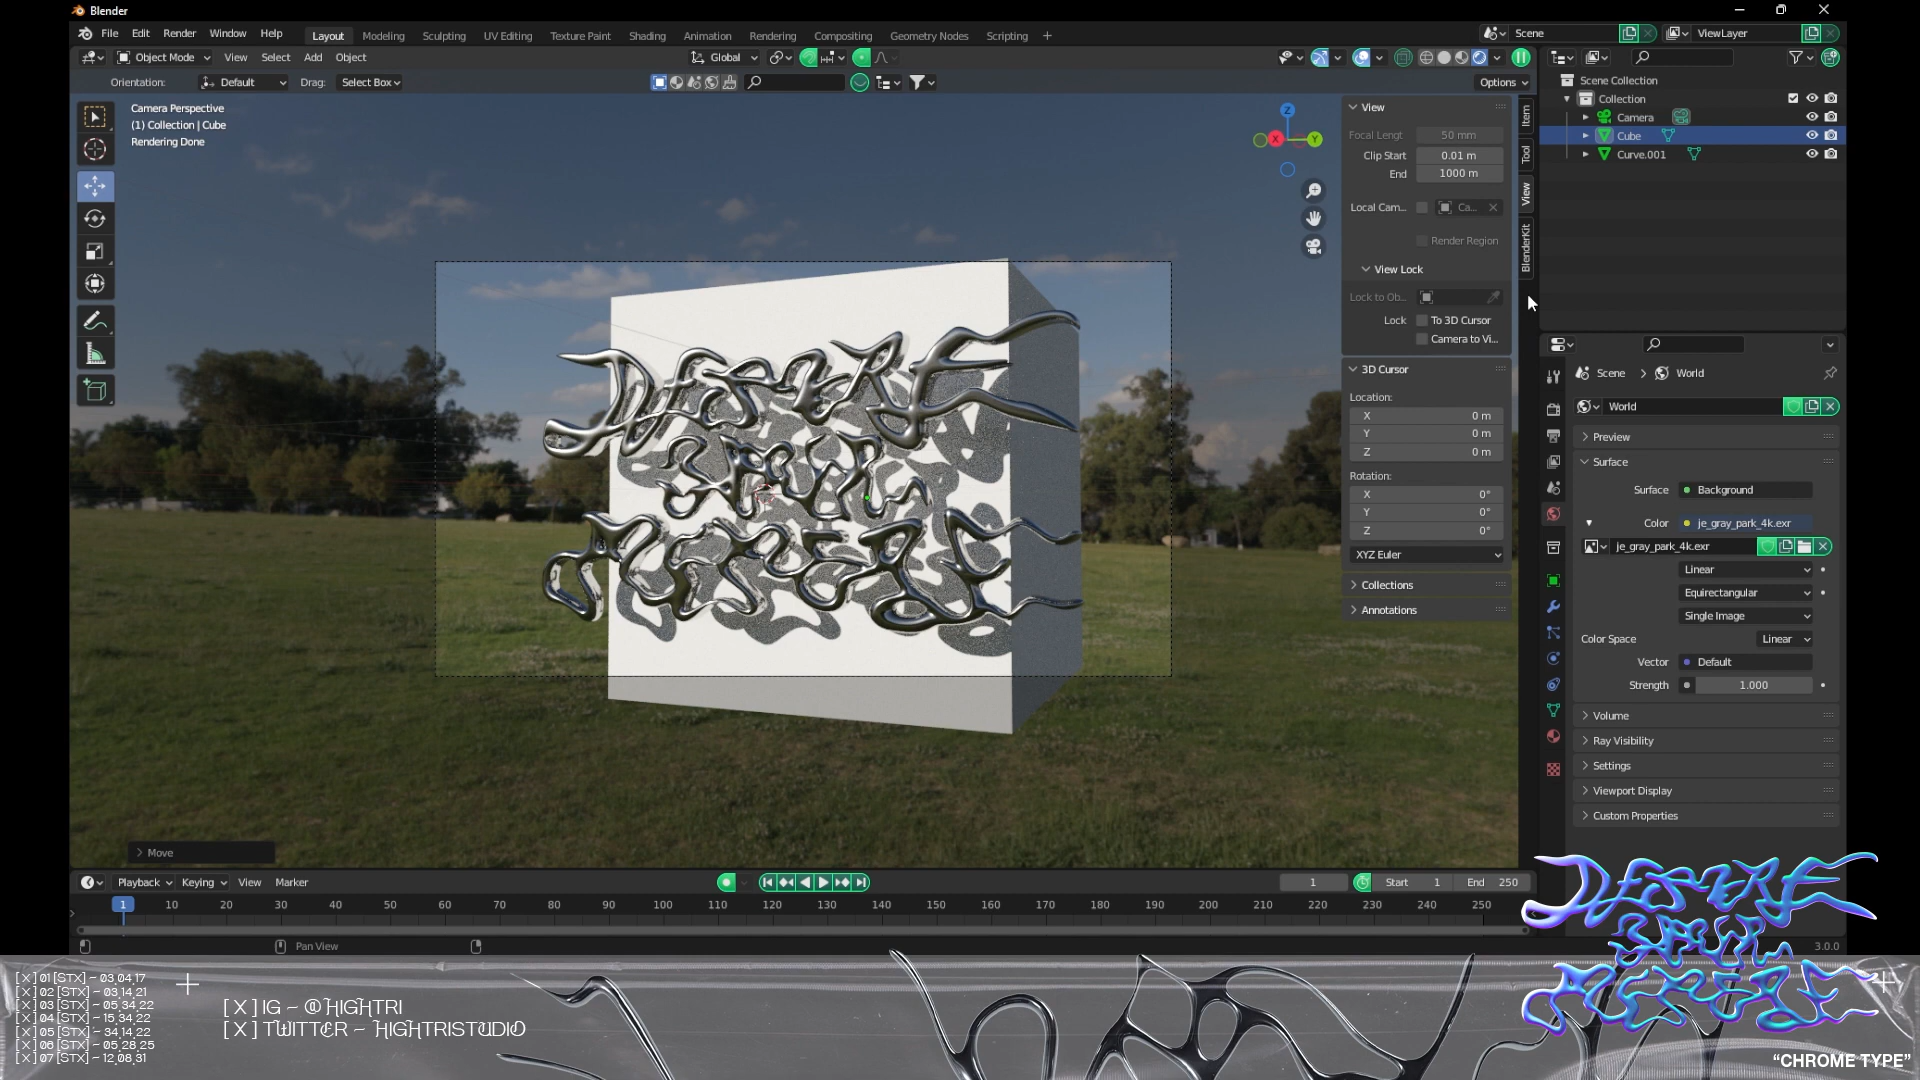 Blender
File Edit Render Window Help
Layout Modeling Sculpting UV Editing Texture Paint Shading Animation Rendering Compositing Geometry Nodes Scripting +
Scene
ViewLayer
Object Mode View Select Add Object
Global
Orientation: Default Drag: Select Box
Options
Camera Perspective
(1) Collection | Cube
Rendering Done
Z
X
Y
View
Focal Lengt 50 mm
Clip Start 0.01 m
End 1000 m
Local Cam... Ca...
Render Region
View Lock
Lock to Ob...
Lock To 3D Cursor
Camera to Vi...
3D Cursor
Location:
X 0 m
Y 0 m
Z 0 m
Rotation:
X 0°
Y 0°
Z 0°
XYZ Euler
Collections
Annotations
Item
Tool
View
BlenderKit
Scene Collection
Collection
Camera
Cube
Curve.001
Scene > World
World
Preview
Surface
Surface Background
Color je_gray_park_4k.exr
je_gray_park_4k.exr
Linear
Equirectangular
Single Image
Color Space Linear
Vector Default
Strength 1.000
Volume
Ray Visibility
Settings
Viewport Display
Custom Properties
Move
Playback Keying View Marker
1 Start 1 End 250
1 10 20 30 40 50 60 70 80 90 100 110 120 130 140 150 160 170 180 190 200 210 220 230 240 250
Pan View
3.0.0
[X] 01 [STX] – 03.04.17
[X] 02 [STX] – 03.14.21
[X] 03 [STX] – 05.34.22
[X] 04 [STX] – 15.34.22
[X] 05 [STX] – 34.14.22
[X] 06 [STX] – 05.28.25
[X] 07 [STX] – 12.08.31
[X] IG – @HIGHTRI
[X] TWITTER – HIGHTRISTUDIO
“CHROME TYPE”